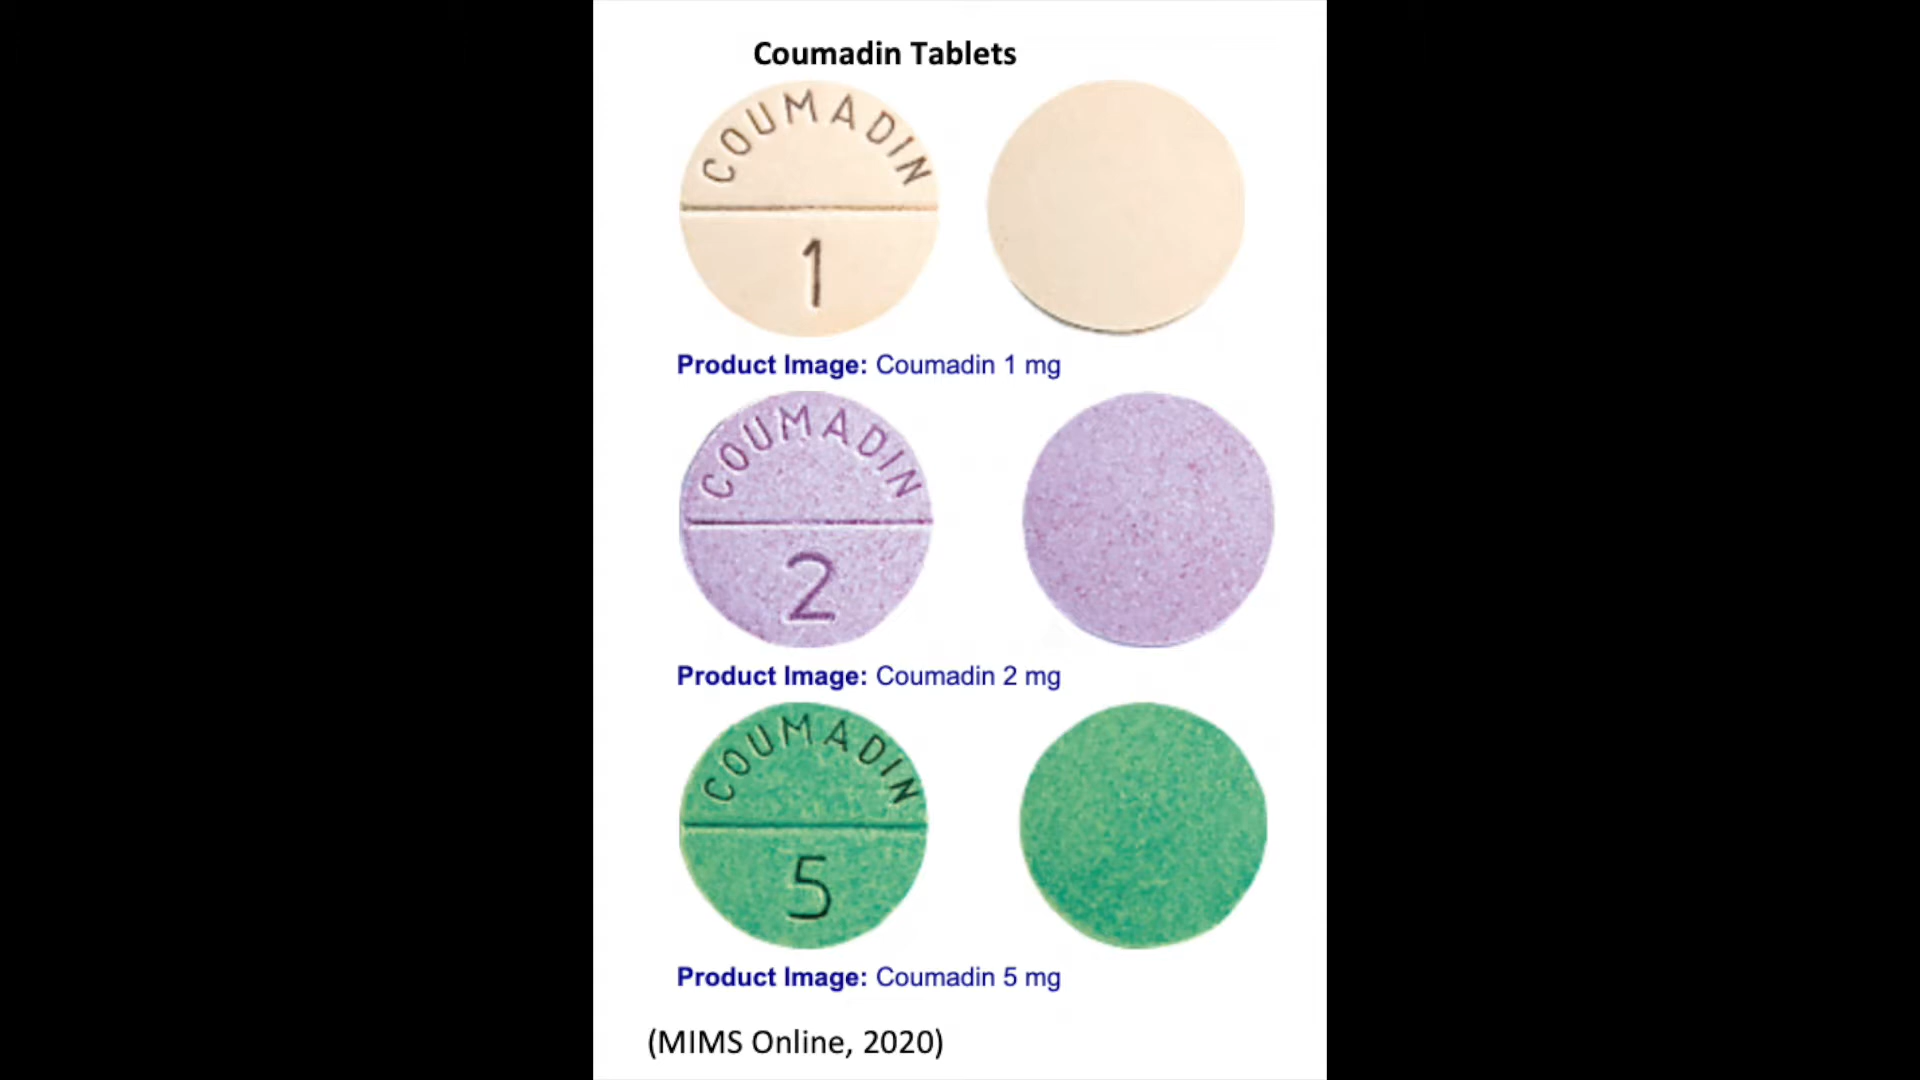 Coumadin Tablets
COUMADIN
1
Product Image: Coumadin 1 mg
COUMADIN
2
Product Image: Coumadin 2 mg
COUMADIN
5
Product Image: Coumadin 5 mg
(MIMS Online, 2020)